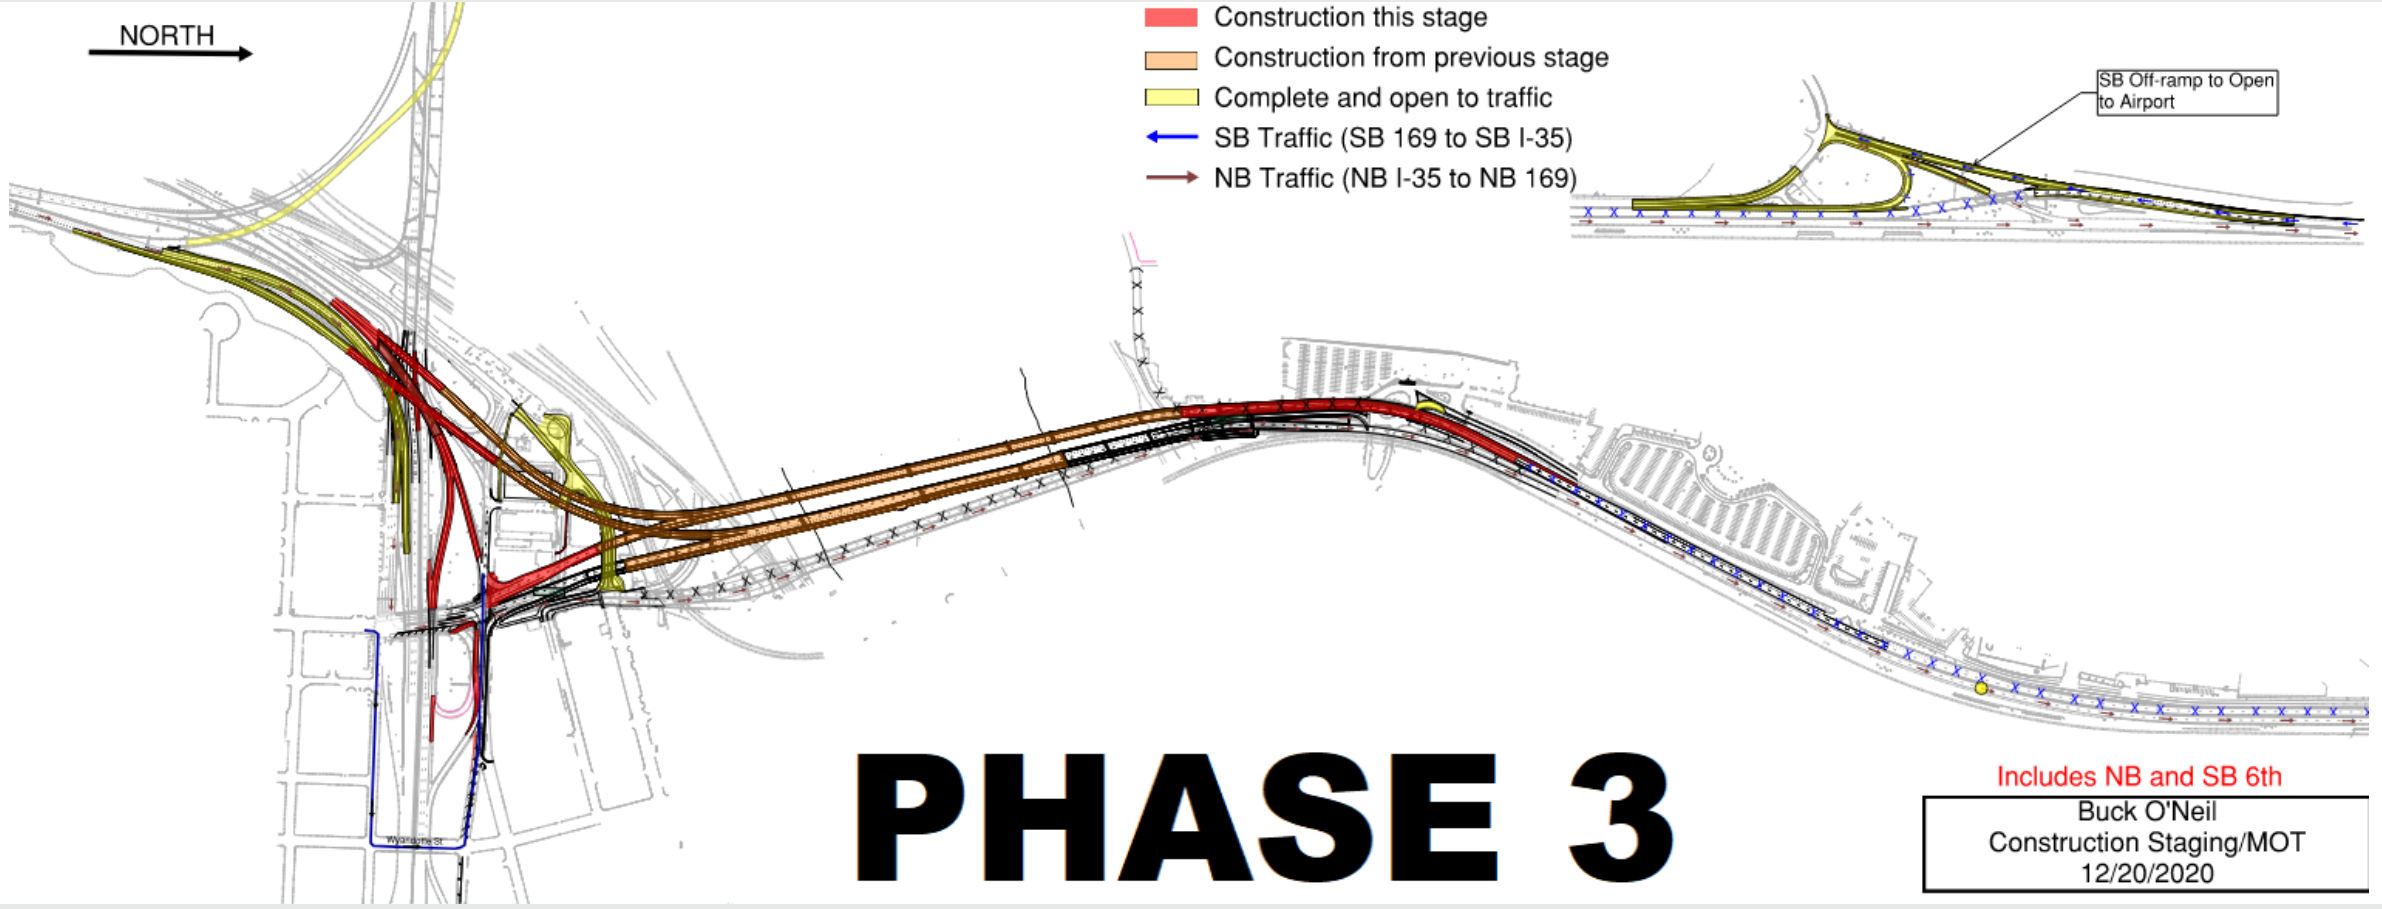 NORTH
Construction this stage
Construction from previous stage
Complete and open to traffic
SB Traffic (SB 169 to SB I-35)
NB Traffic (NB I-35 to NB 169)
SB Off-ramp to Open
to Airport
Wyandotte St
PHASE 3
Includes NB and SB 6th
Buck O'Neil
Construction Staging/MOT
12/20/2020